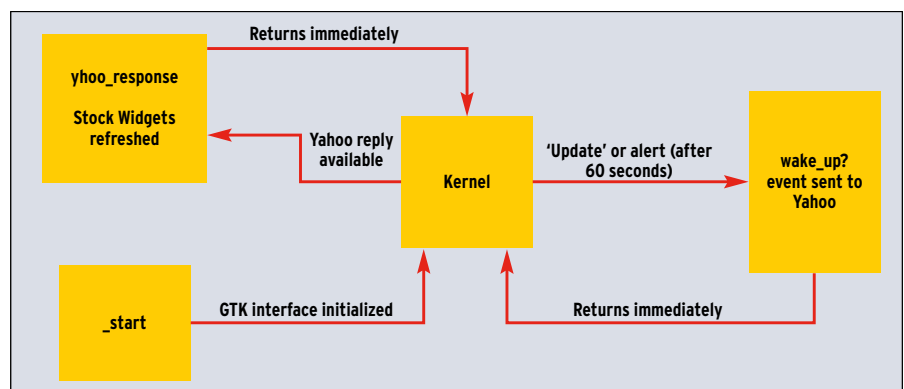 Returns immediately
yhoo_response
Stock Widgets
refreshed
Yahoo reply
available
Kernel
'Update' or alert (after
60 seconds)
wake_up?
event sent to
Yahoo
_start
GTK interface initialized
Returns immediately